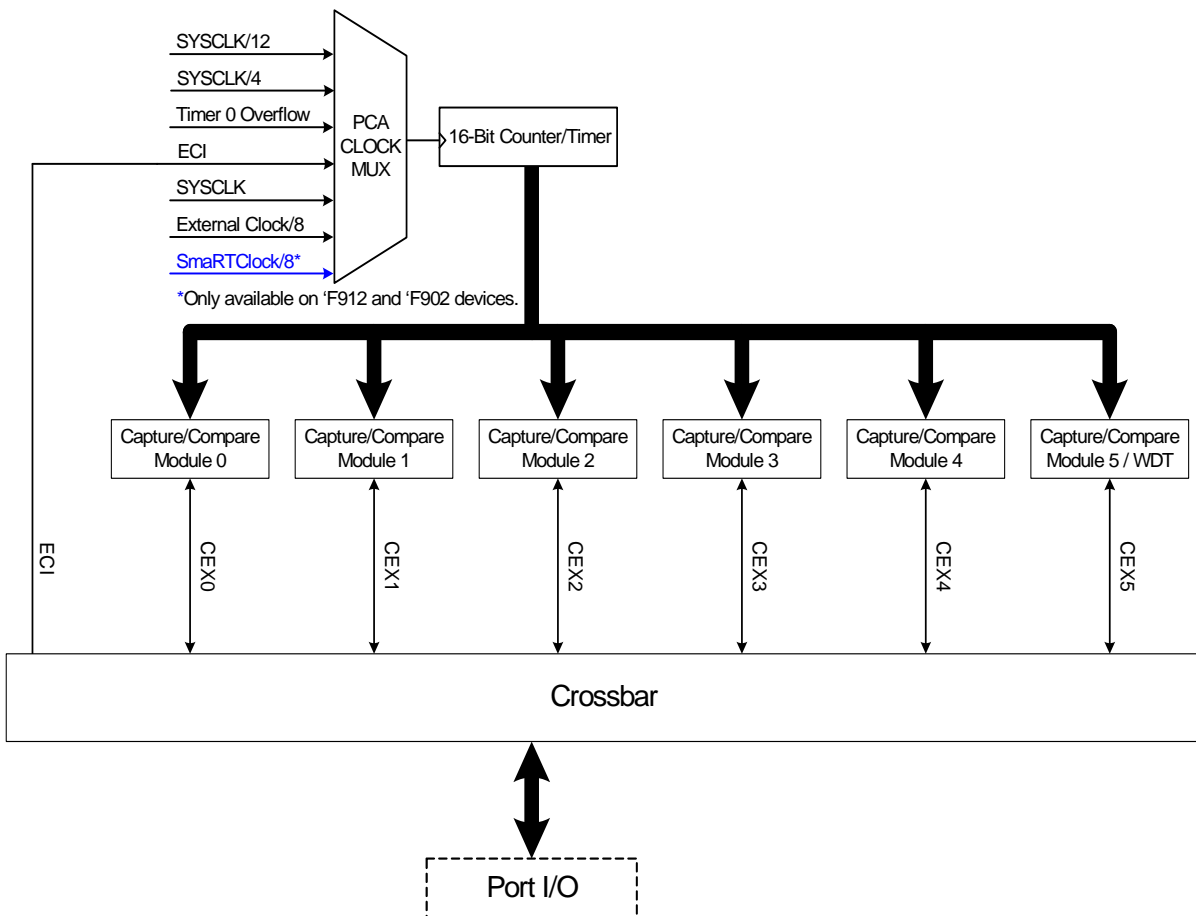 SYSCLK/12
SYSCLK/4
Timer 0 Overflow
ECI
SYSCLK
External Clock/8
SmaRTClock/8*
PCA
CLOCK
MUX
16-Bit Counter/Timer
*Only available on ‘F912 and ‘F902 devices.
Capture/Compare
Module 0
Capture/Compare
Module 1
Capture/Compare
Module 2
Capture/Compare
Module 3
Capture/Compare
Module 4
Capture/Compare
Module 5 / WDT
ECI
CEX0
CEX1
CEX2
CEX3
CEX4
CEX5
Crossbar
Port I/O